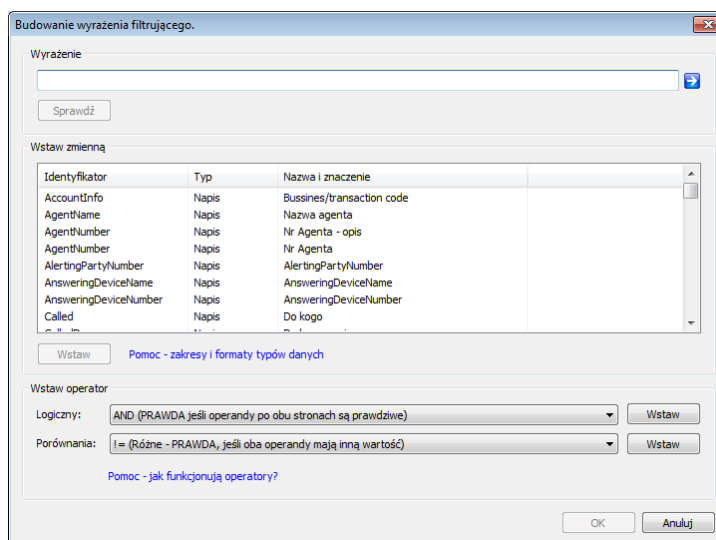 Budowanie wyrażenia filtrującego.
Wyrażenie
Sprawdź
Wstaw zmienną
Identyfikator Typ Nazwa i znaczenie
AccountInfo Napis Bussines/transaction code
AgentName Napis Nazwa agenta
AgentNumber Napis Nr Agenta - opis
AgentNumber Napis Nr Agenta
AlertingPartyNumber Napis AlertingPartyNumber
AnsweringDeviceName Napis AnsweringDeviceName
AnsweringDeviceNumber Napis AnsweringDeviceNumber
Called Napis Do kogo
Wstaw Pomoc - zakresy i formaty typów danych
Wstaw operator
Logiczny: AND (PRAWDA jeśli operandy po obu stronach są prawdziwe) Wstaw
Porównania: != (Różne - PRAWDA, jeśli oba operandy mają inną wartość) Wstaw
Pomoc - jak funkcjonują operatory?
OK Anuluj